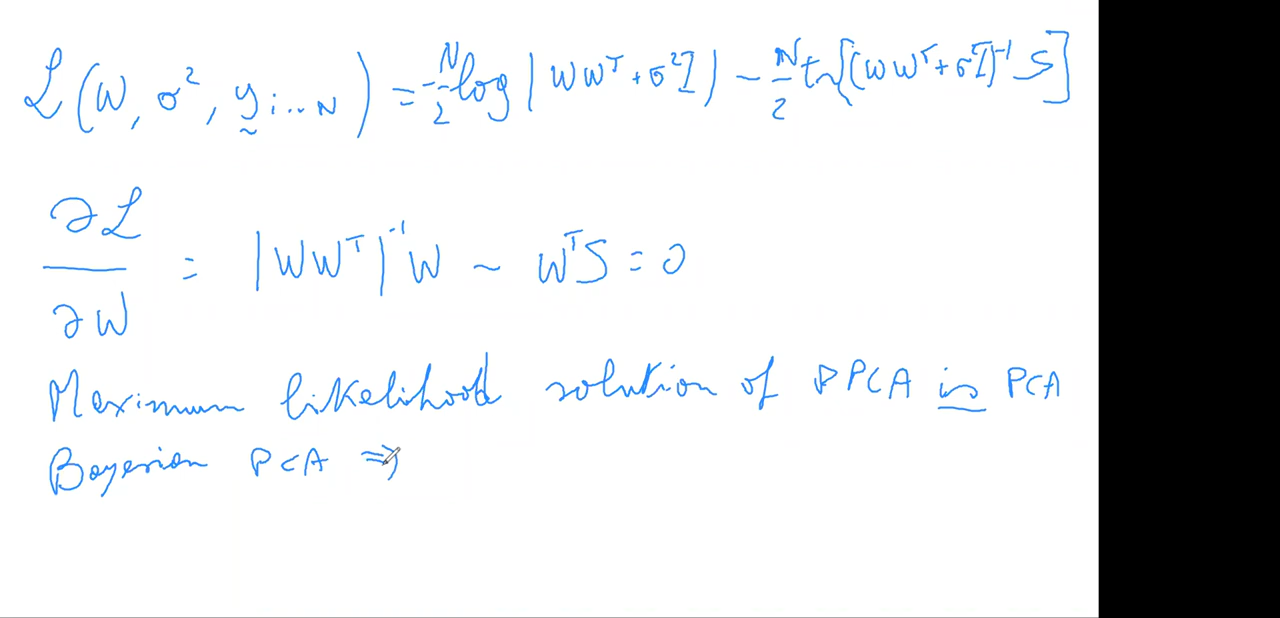 ℒ(W, σ², y i..N) = -N/2 log|WWᵀ + σ²I| - N/2 tr[(WWᵀ + σ²I)⁻¹ S]
∂ℒ/∂W = |WWᵀ|⁻¹W - WᵀS = 0
Maximum likelihood solution of PPCA is PCA
Bayesian PCA ⇒